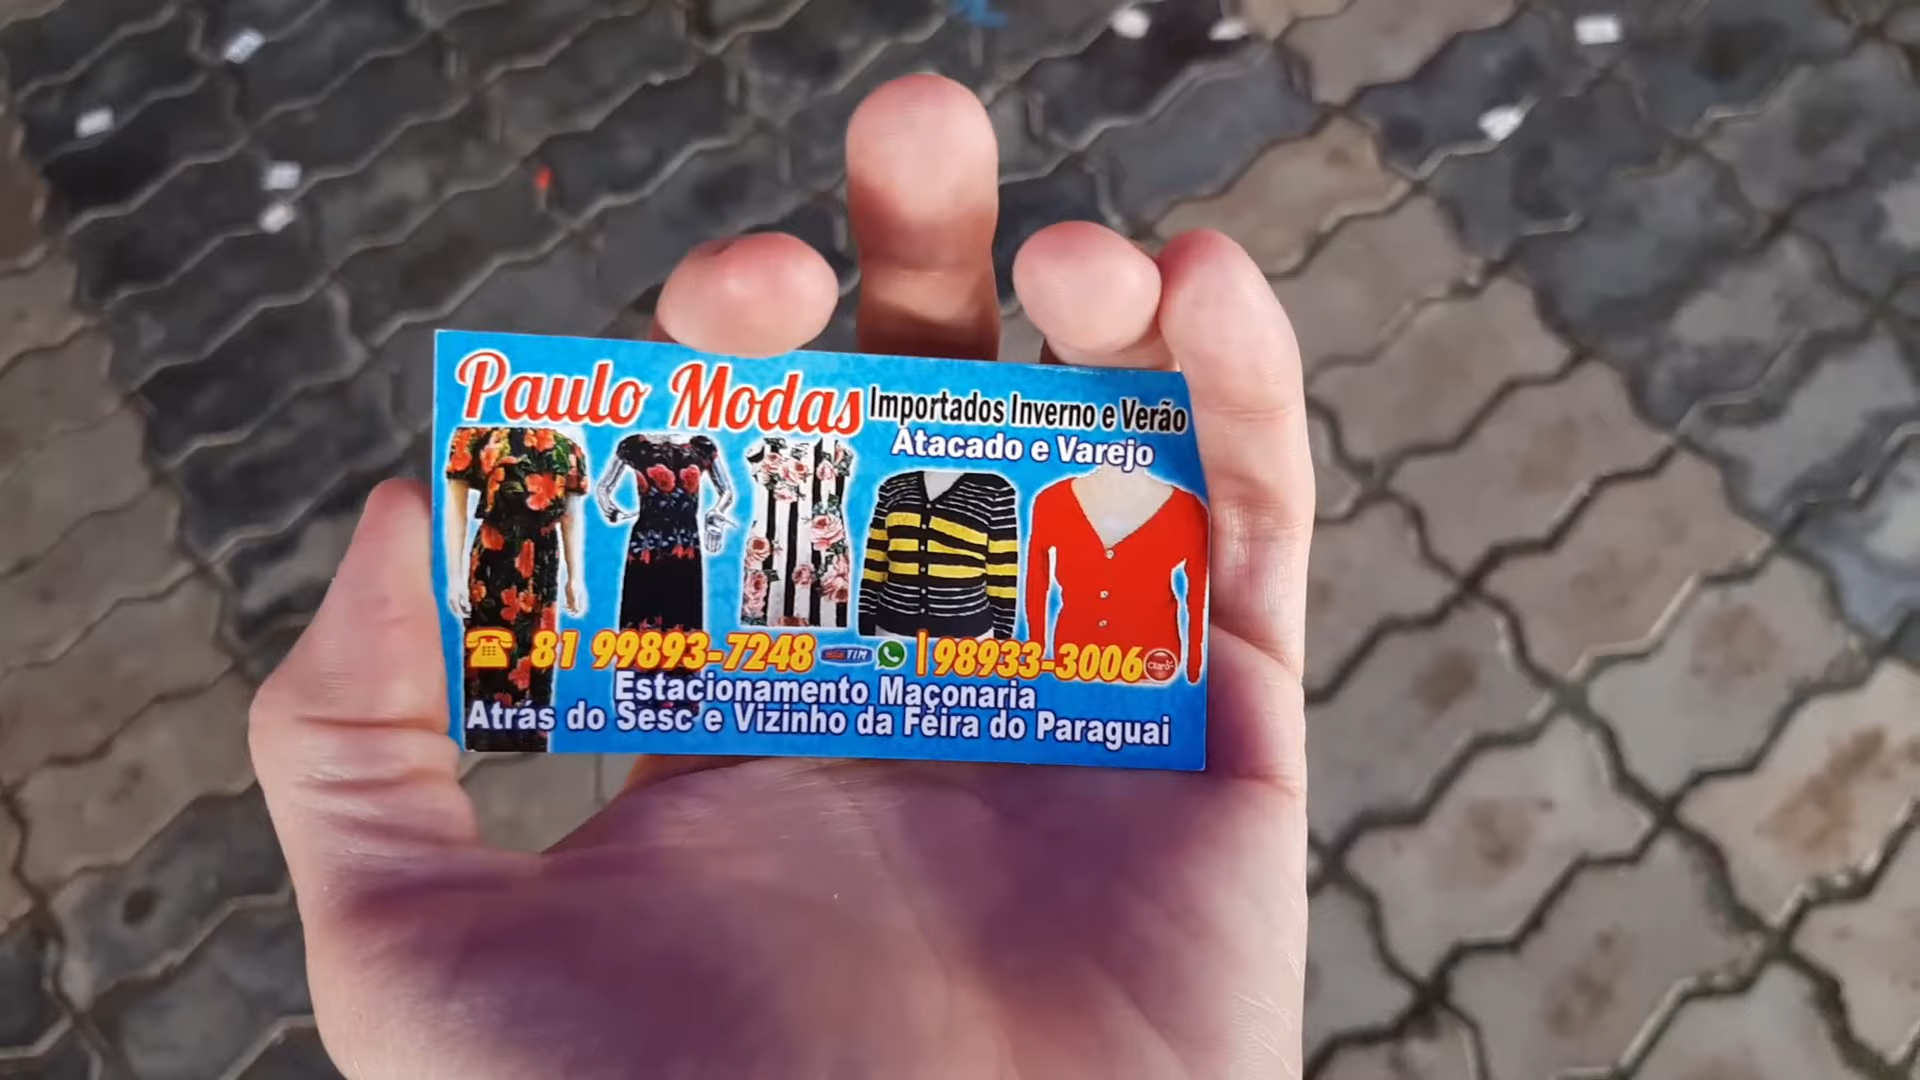 Paulo Modas
Importados Inverno e Verão
Atacado e Varejo
81 99893-7248 TIM | 98933-3006 Claro
Estacionamento Maçonaria
Atrás do Sesc e Vizinho da Feira do Paraguai